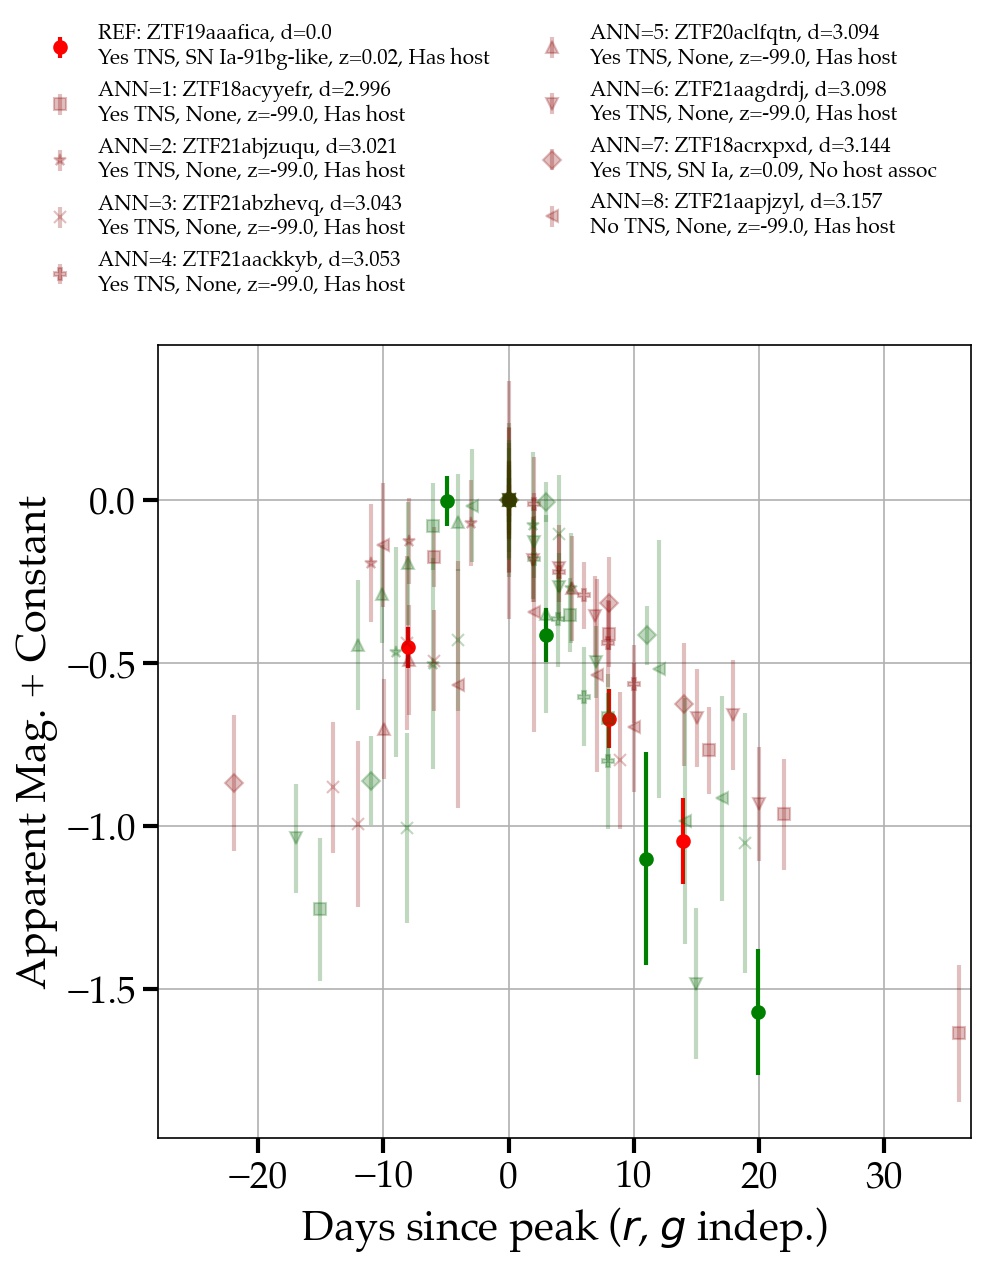 REF: ZTF19aaafica, d=0.0
Yes TNS, SN Ia-91bg-like, z=0.02, Has host
ANN=1: ZTF18acyyefr, d=2.996
Yes TNS, None, z=-99.0, Has host
ANN=2: ZTF21abjzuqu, d=3.021
Yes TNS, None, z=-99.0, Has host
ANN=3: ZTF21abzhevq, d=3.043
Yes TNS, None, z=-99.0, Has host
ANN=4: ZTF21aackkyb, d=3.053
Yes TNS, None, z=-99.0, Has host
ANN=5: ZTF20aclfqtn, d=3.094
Yes TNS, None, z=-99.0, Has host
ANN=6: ZTF21aagdrdj, d=3.098
Yes TNS, None, z=-99.0, Has host
ANN=7: ZTF18acrxpxd, d=3.144
Yes TNS, SN Ia, z=0.09, No host assoc
ANN=8: ZTF21aapjzyl, d=3.157
No TNS, None, z=-99.0, Has host
Apparent Mag. + Constant
0.0
−0.5
−1.0
−1.5
−20
−10
0
10
20
30
Days since peak (r, g indep.)